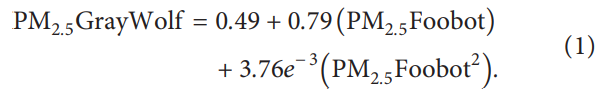 PM₂.₅GrayWolf = 0.49 + 0.79(PM₂.₅Foobot)
+ 3.76e⁻³(PM₂.₅Foobot²). (1)